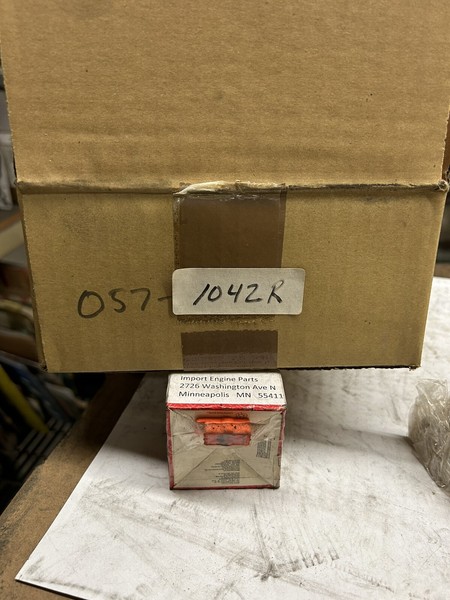 057-1042R
Import Engine Parts
2726 Washington Ave N
Minneapolis MN 55411